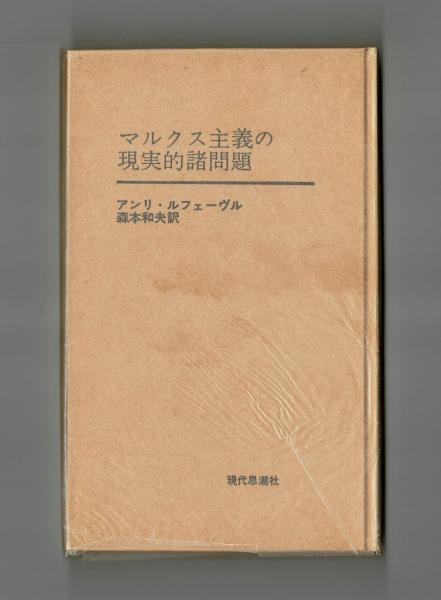 マルクス主義の
現実的諸問題
アンリ・ルフェーヴル
森本和夫訳
現代思潮社